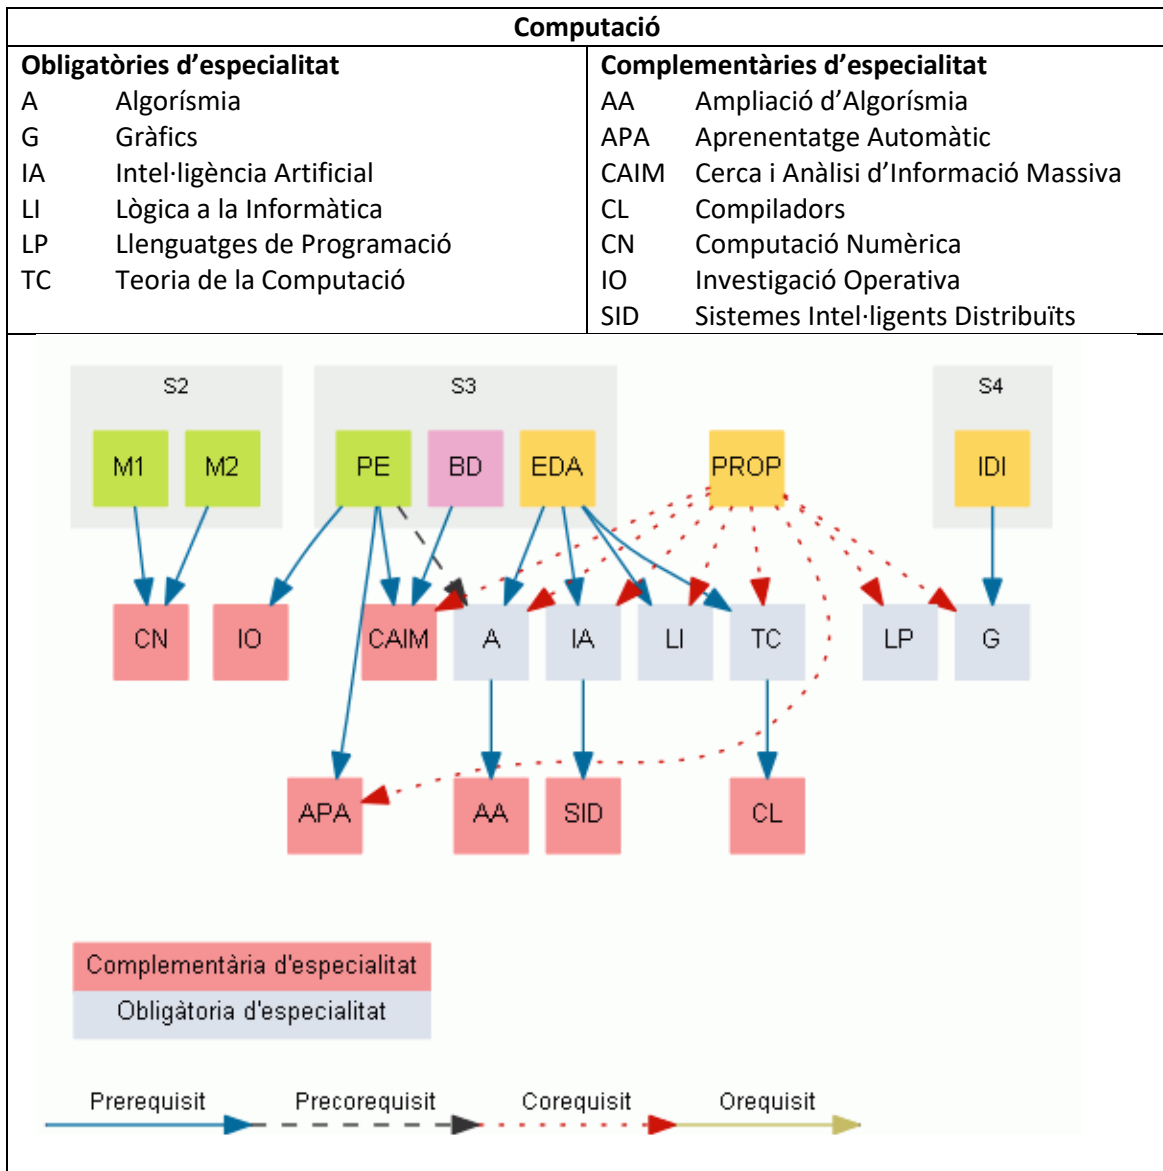 Computació
Obligatòries d'especialitat
A Algorísmia
G Gràfics
IA Intel·ligència Artificial
LI Lògica a la Informàtica
LP Llenguatges de Programació
TC Teoria de la Computació
Complementàries d'especialitat
AA Ampliació d'Algorísmia
APA Aprenentatge Automàtic
CAIM Cerca i Anàlisi d'Informació Massiva
CL Compiladors
CN Computació Numèrica
IO Investigació Operativa
SID Sistemes Intel·ligents Distribuïts
S2 S3 S4
M1 M2 PE BD EDA PROP IDI
CN IO CAIM A IA LI TC LP G
APA AA SID CL
Complementària d'especialitat
Obligàtoria d'especialitat
Prerequisit Precorequisit Corequisit Orequisit